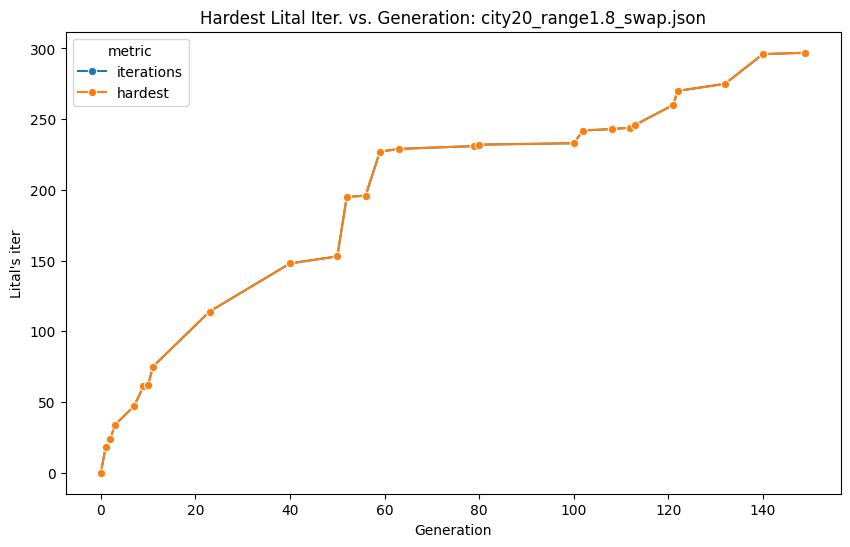 Hardest Lital Iter. vs. Generation: city20_range1.8_swap.json
metric
iterations
hardest
300
250
200
150
100
50
0
Lital's iter
0 20 40 60 80 100 120 140
Generation